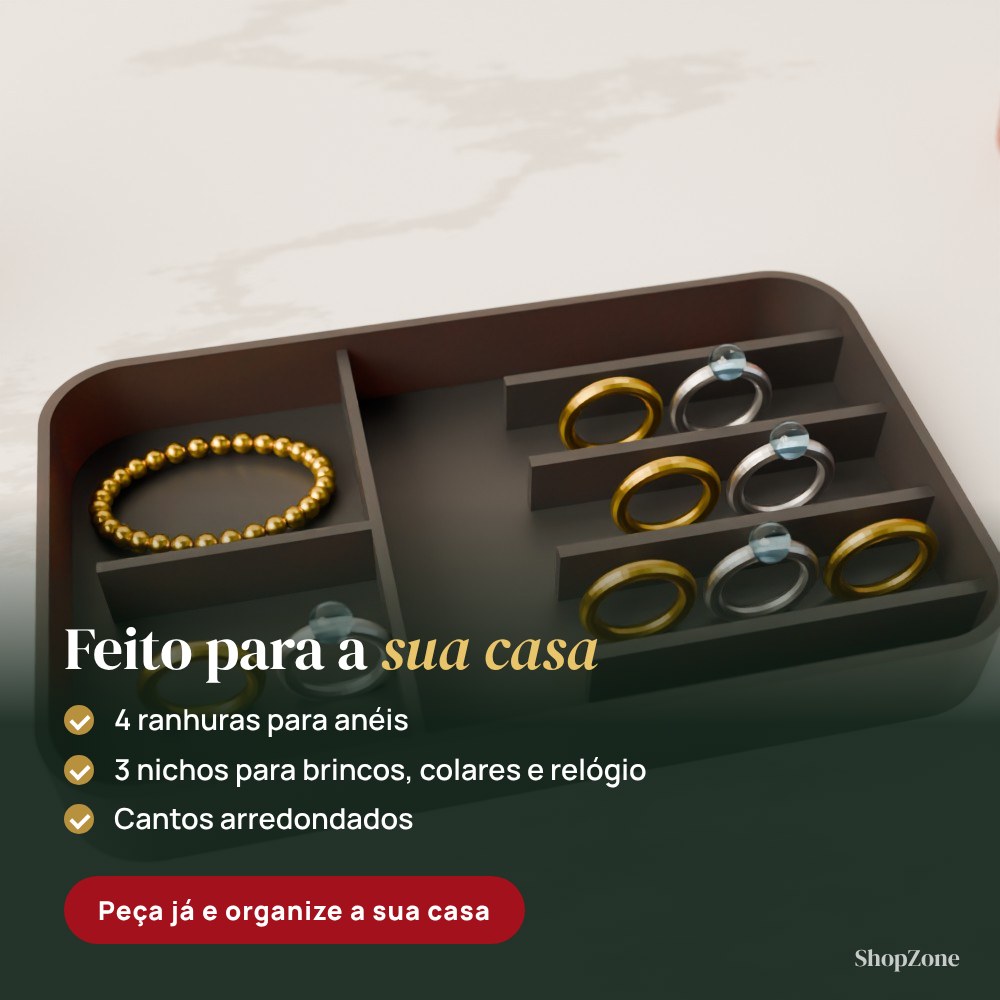 Feito para a sua casa
4 ranhuras para anéis
3 nichos para brincos, colares e relógio
Cantos arredondados
Peça já e organize a sua casa
ShopZone